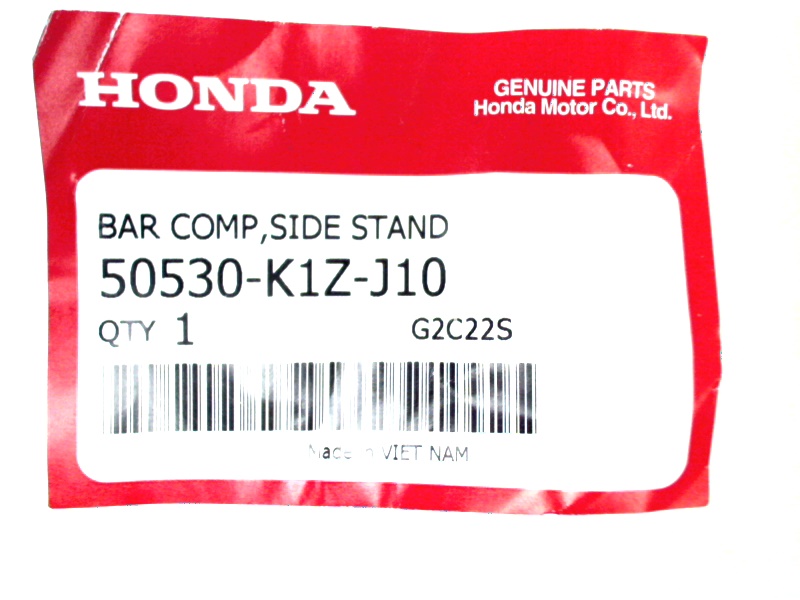 HONDA
GENUINE PARTS
Honda Motor Co., Ltd.
BAR COMP,SIDE STAND
50530-K1Z-J10
QTY 1 G2C22S
Made in VIET NAM